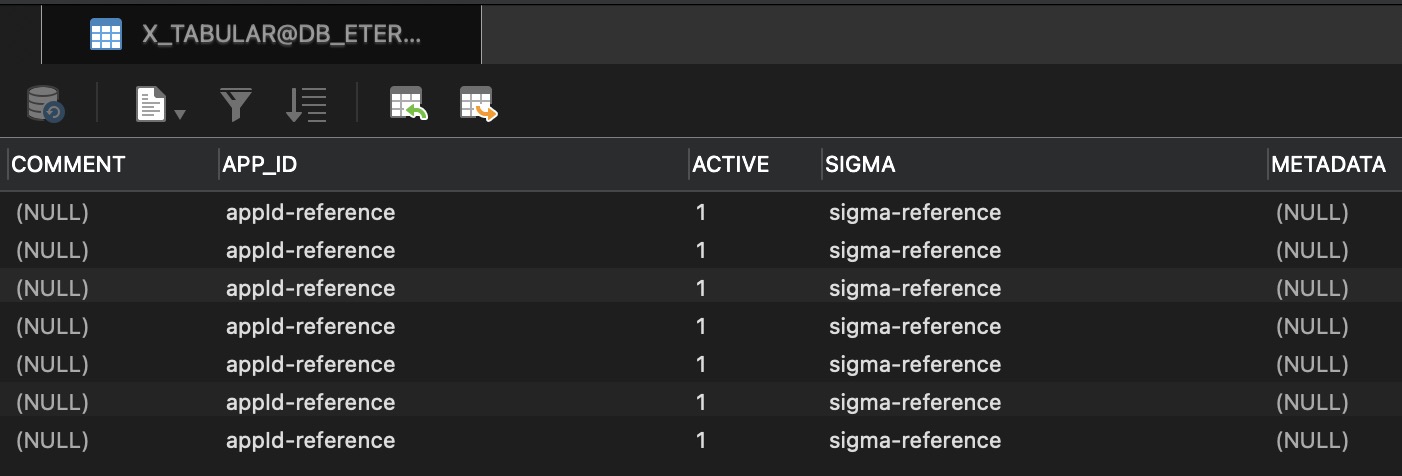 X_TABULAR@DB_ETER...
COMMENT APP_ID ACTIVE SIGMA METADATA
(NULL) appId-reference 1 sigma-reference (NULL)
(NULL) appId-reference 1 sigma-reference (NULL)
(NULL) appId-reference 1 sigma-reference (NULL)
(NULL) appId-reference 1 sigma-reference (NULL)
(NULL) appId-reference 1 sigma-reference (NULL)
(NULL) appId-reference 1 sigma-reference (NULL)
(NULL) appId-reference 1 sigma-reference (NULL)